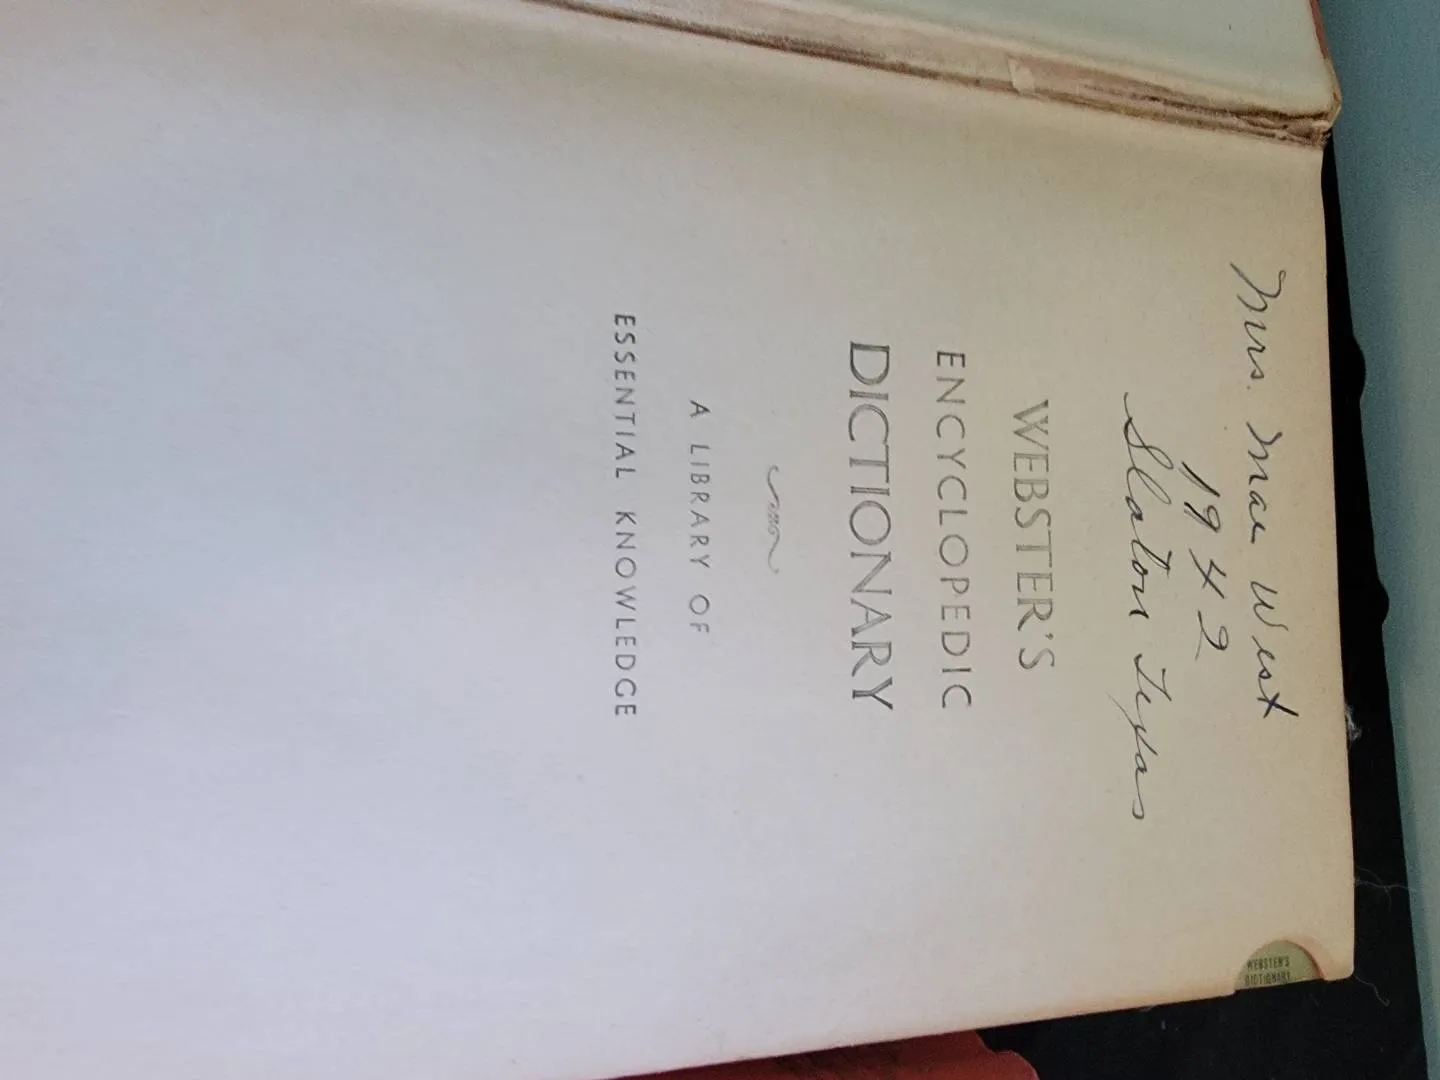 Mrs. Mae West
1942
Slaton Texas
WEBSTER'S
ENCYCLOPEDIC
DICTIONARY
A LIBRARY OF
ESSENTIAL KNOWLEDGE
WEBSTER'S
DICTIONARY